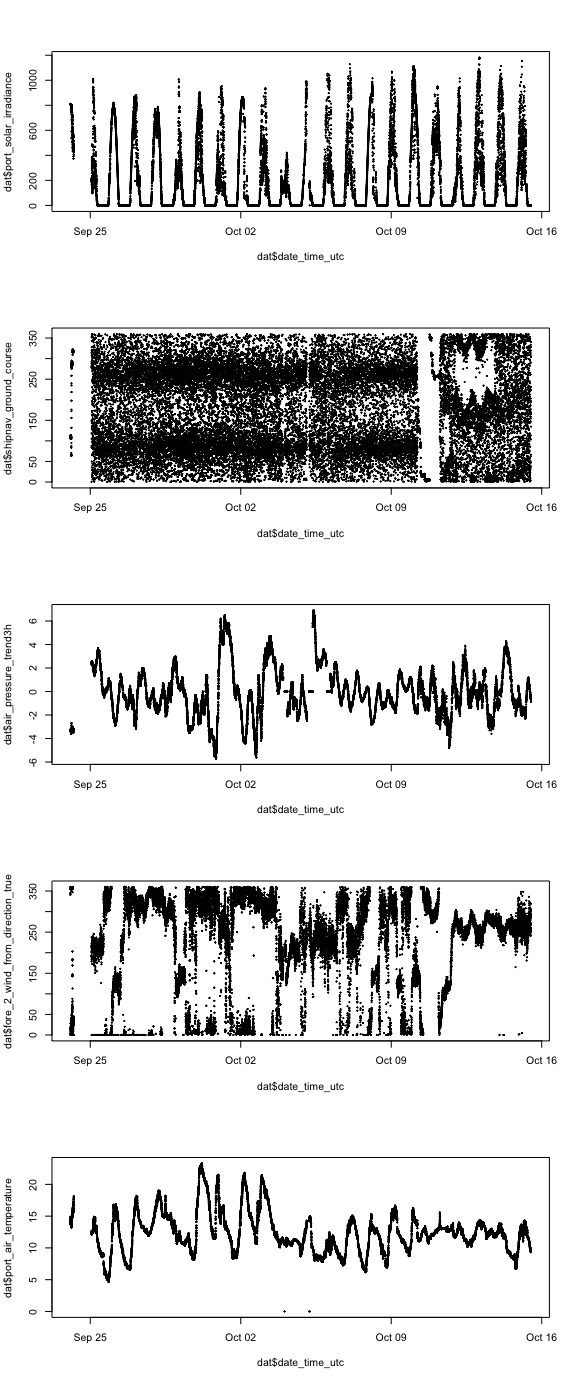 dat$port_solar_irradiance
0 200 600 1000
Sep 25 Oct 02 Oct 09 Oct 16
dat$date_time_utc
dat$shipnav_ground_course
0 50 150 250 350
Sep 25 Oct 02 Oct 09 Oct 16
dat$date_time_utc
dat$air_pressure_trend3h
-6 -4 -2 0 2 4 6
Sep 25 Oct 02 Oct 09 Oct 16
dat$date_time_utc
dat$fore_2_wind_from_direction_true
0 50 150 250 350
Sep 25 Oct 02 Oct 09 Oct 16
dat$date_time_utc
dat$port_air_temperature
0 5 10 15 20
Sep 25 Oct 02 Oct 09 Oct 16
dat$date_time_utc